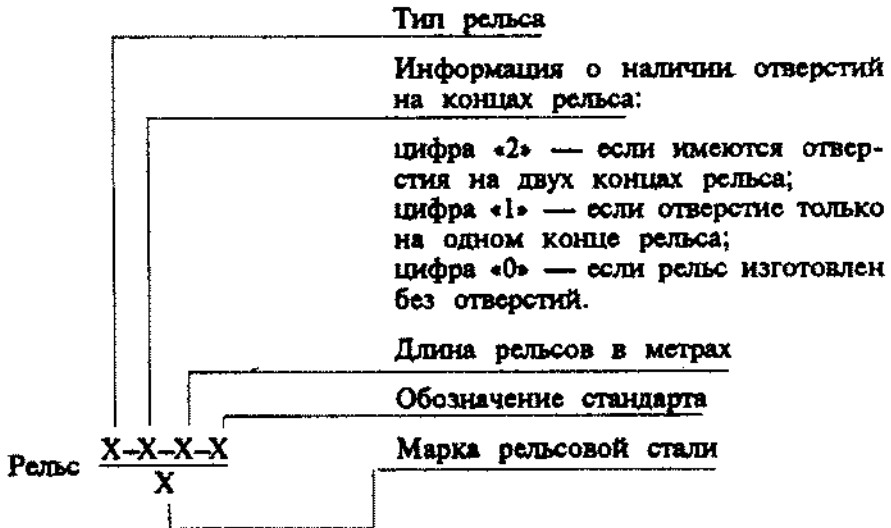 Тип рельса
Информация о наличии отверстий
на концах рельса:
цифра «2» — если имеются отвер-
стия на двух концах рельса;
цифра «1» — если отверстие только
на одном конце рельса;
цифра «0» — если рельс изготовлен
без отверстий.
Длина рельсов в метрах
Обозначение стандарта
Рельс X–X–X–X
X
Марка рельсовой стали